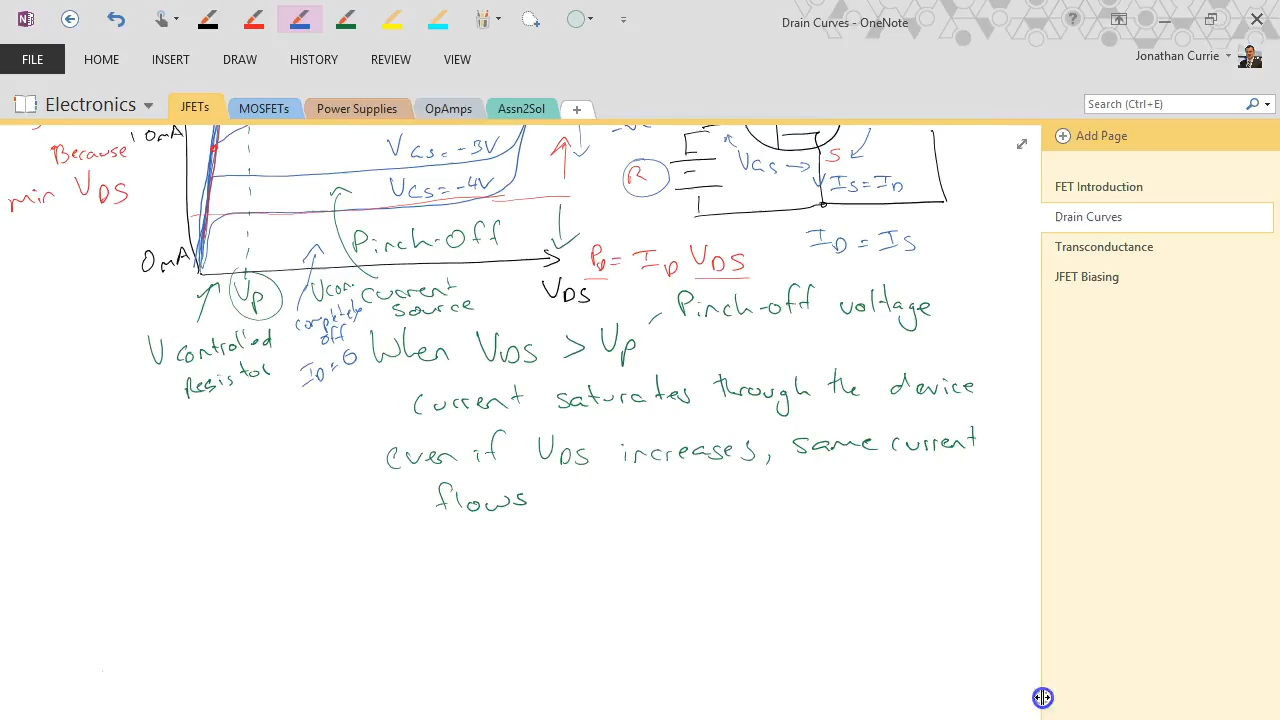 Drain Curves - OneNote
FILE HOME INSERT DRAW HISTORY REVIEW VIEW
Jonathan Currie
Electronics
JFETs MOSFETs Power Supplies OpAmps Assn2Sol
Search (Ctrl+E)
Add Page
FET Introduction
Drain Curves
Transconductance
JFET Biasing
10mA
Because
min VDS
VGS=-3V
VGS=-4V
Pinch-Off
0mA
VP
VDS
R
VGS →
S
IS=ID
ID = IS
PD= ID VDS
V controlled
Resistor
completely
off
ID=0
Vcon current
source
Pinch-off voltage
When VDS > VP
current saturates through the device
even if VDS increases, same current
flows